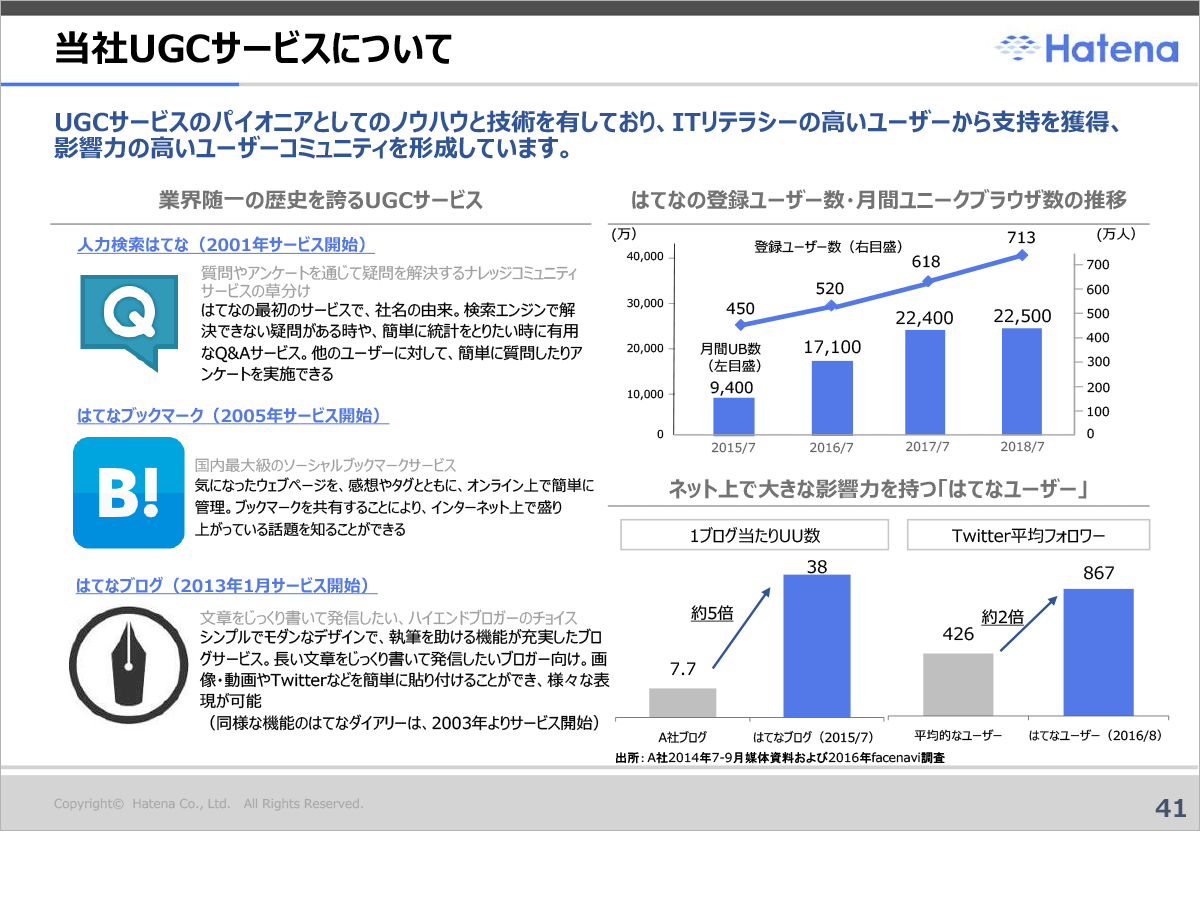 当社UGCサービスについて
Hatena
UGCサービスのパイオニアとしてのノウハウと技術を有しており、ITリテラシーの高いユーザーから支持を獲得、
影響力の高いユーザーコミュニティを形成しています。
業界随一の歴史を誇るUGCサービス
人力検索はてな（2001年サービス開始）
Q
質問やアンケートを通じて疑問を解決するナレッジコミュニティ
サービスの草分け
はてなの最初のサービスで、社名の由来。検索エンジンで解
決できない疑問がある時や、簡単に統計をとりたい時に有用
なQ&Aサービス。他のユーザーに対して、簡単に質問したりア
ンケートを実施できる
はてなブックマーク（2005年サービス開始）
B!
国内最大級のソーシャルブックマークサービス
気になったウェブページを、感想やタグとともに、オンライン上で簡単に
管理。ブックマークを共有することにより、インターネット上で盛り
上がっている話題を知ることができる
はてなブログ（2013年1月サービス開始）
文章をじっくり書いて発信したい、ハイエンドブロガーのチョイス
シンプルでモダンなデザインで、執筆を助ける機能が充実したブロ
グサービス。長い文章をじっくり書いて発信したいブロガー向け。画
像・動画やTwitterなどを簡単に貼り付けることができ、様々な表
現が可能
（同様な機能のはてなダイアリーは、2003年よりサービス開始）
はてなの登録ユーザー数・月間ユニークブラウザ数の推移
(万)
(万人)
登録ユーザー数（右目盛）
713
618
520
450
40,000
30,000
20,000
10,000
0
700
600
500
400
300
200
100
0
月間UB数
（左目盛）
9,400
17,100
22,400
22,500
2015/7
2016/7
2017/7
2018/7
ネット上で大きな影響力を持つ「はてなユーザー」
1ブログ当たりUU数
Twitter平均フォロワー
38
約5倍
7.7
A社ブログ
はてなブログ（2015/7）
867
約2倍
426
平均的なユーザー
はてなユーザー（2016/8）
出所：A社2014年7-9月媒体資料および2016年facenavi調査
Copyright© Hatena Co., Ltd. All Rights Reserved.
41